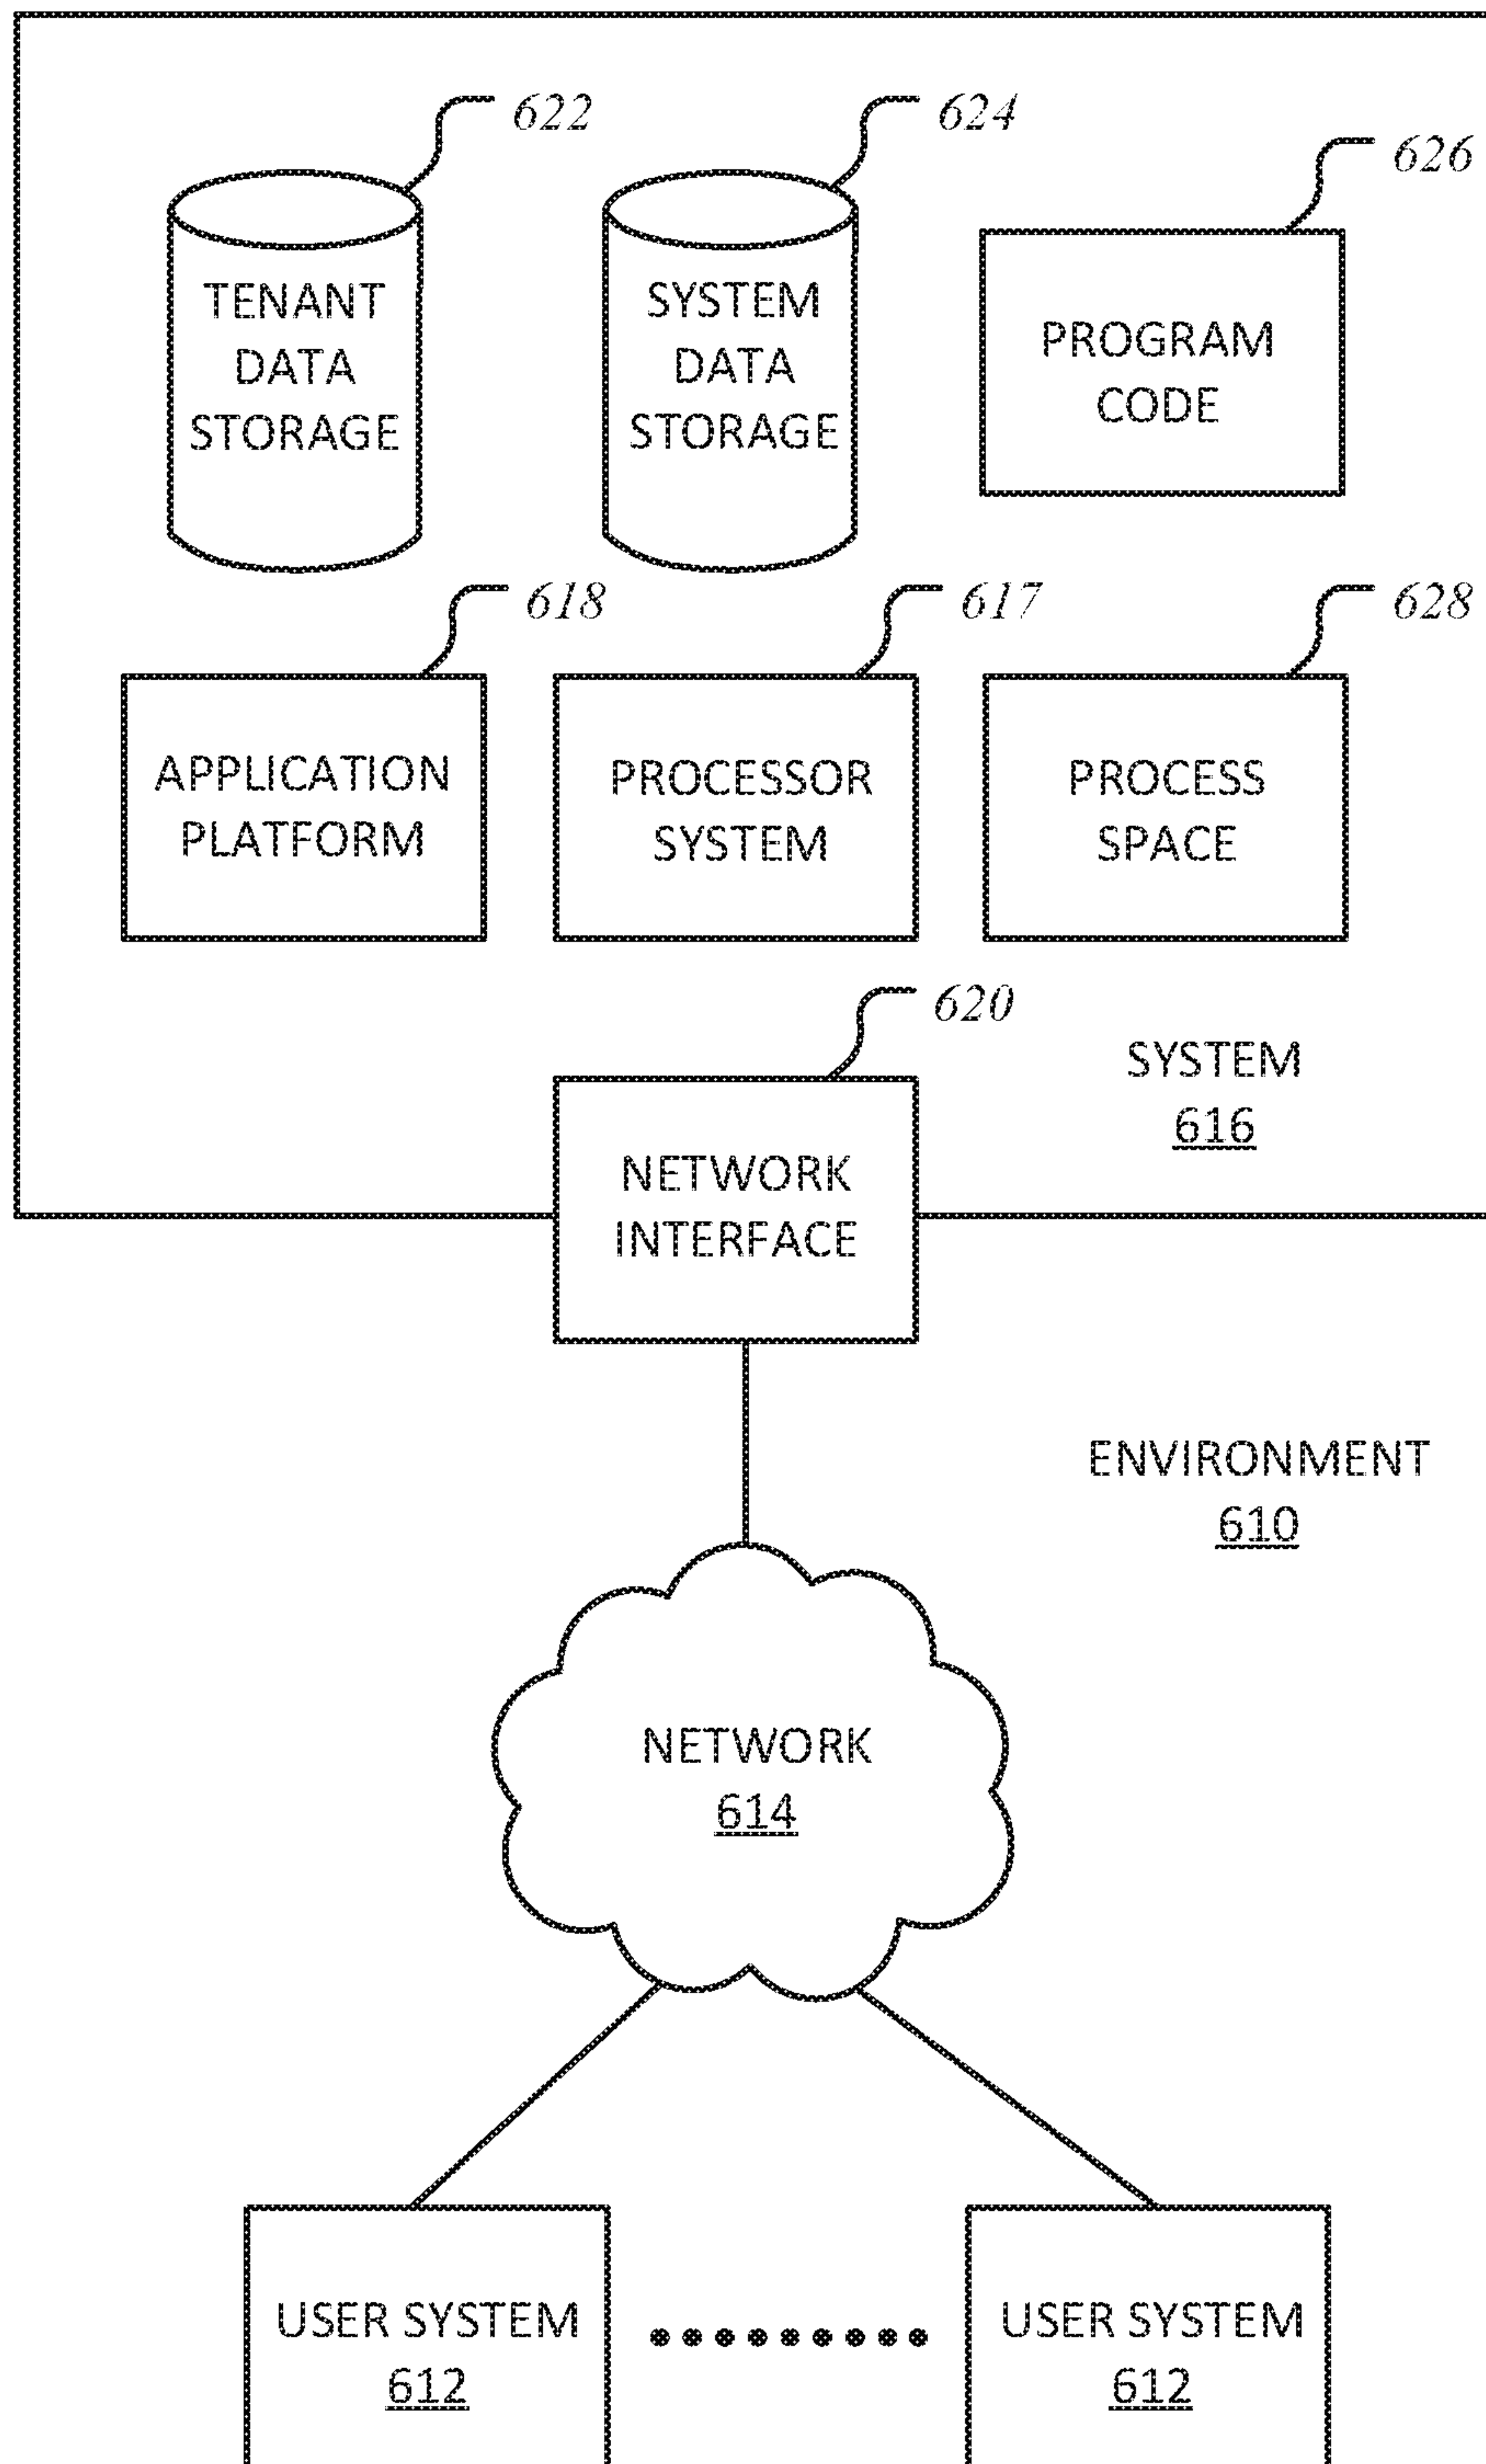 622
624
626
TENANT
DATA
STORAGE
SYSTEM
DATA
STORAGE
PROGRAM
CODE
618
617
628
APPLICATION
PLATFORM
PROCESSOR
SYSTEM
PROCESS
SPACE
620
NETWORK
INTERFACE
SYSTEM
616
ENVIRONMENT
610
NETWORK
614
USER SYSTEM
612
USER SYSTEM
612